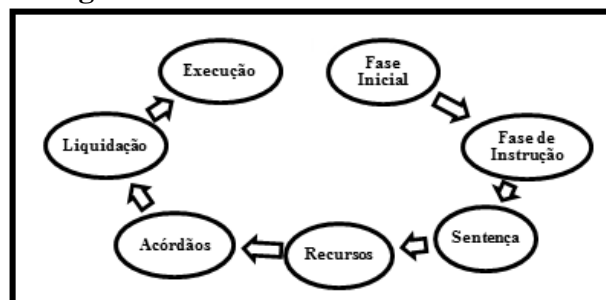 Fase
Inicial
Fase de
Instrução
Sentença
Recursos
Acórdãos
Liquidação
Execução